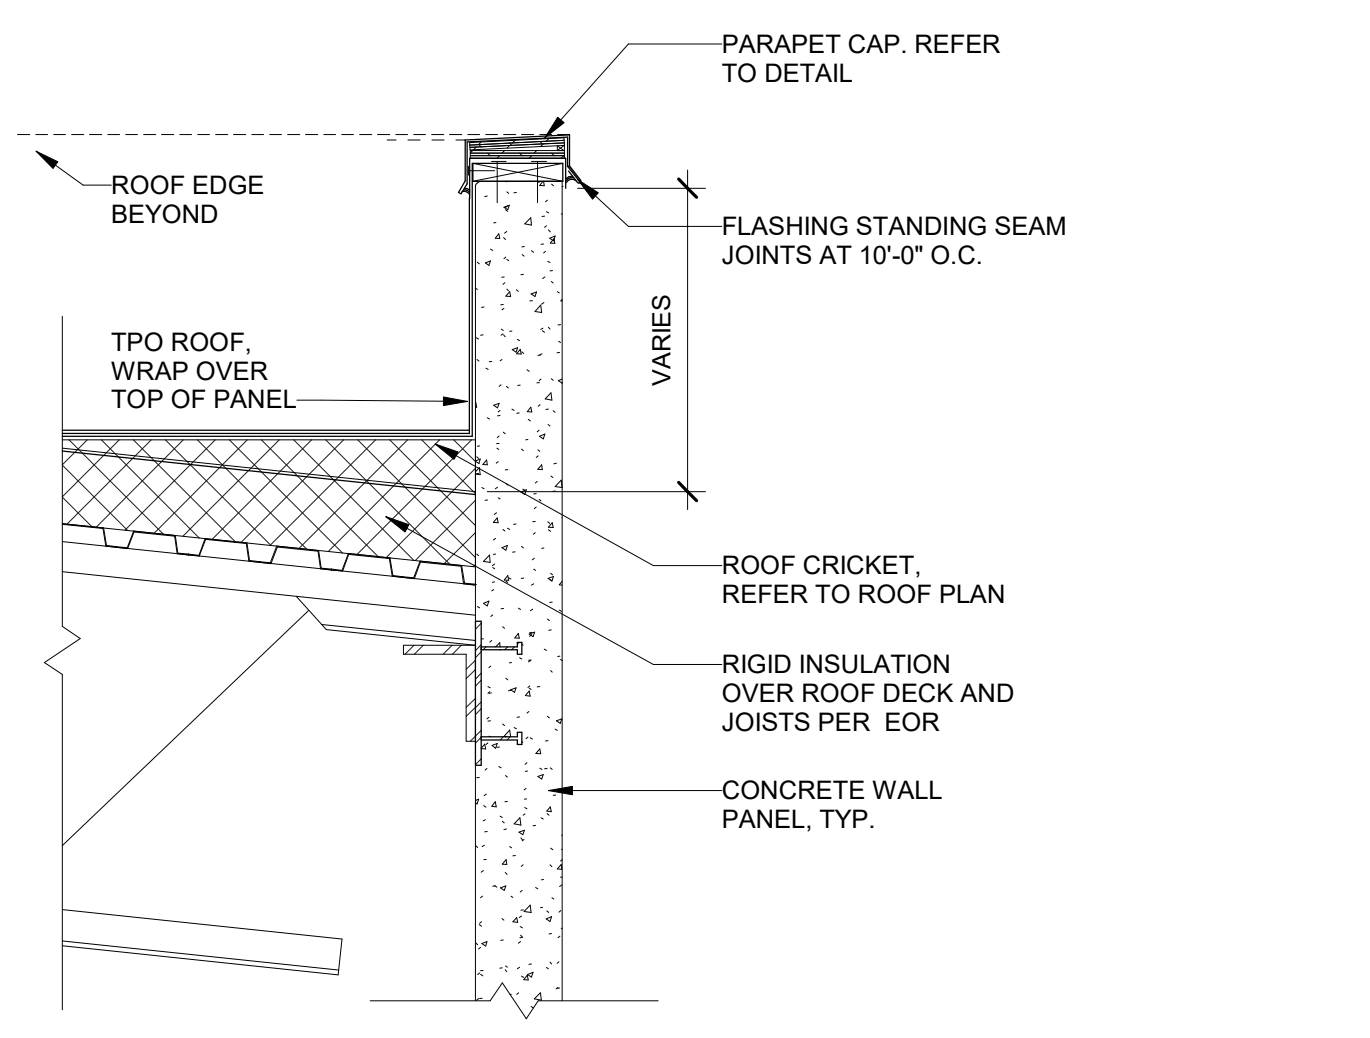 PARAPET CAP. REFER
TO DETAIL
ROOF EDGE
BEYOND
FLASHING STANDING SEAM
JOINTS AT 10'-0" O.C.
VARIES
TPO ROOF,
WRAP OVER
TOP OF PANEL
ROOF CRICKET,
REFER TO ROOF PLAN
RIGID INSULATION
OVER ROOF DECK AND
JOISTS PER  EOR
CONCRETE WALL
PANEL, TYP.